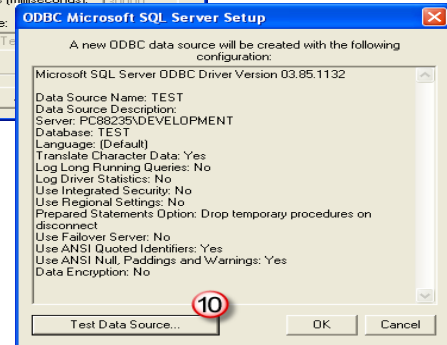 (milliseconds):
e:
ODBC Microsoft SQL Server Setup
A new ODBC data source will be created with the following
configuration:
Microsoft SQL Server ODBC Driver Version 03.85.1132
Data Source Name: TEST
Data Source Description:
Server: PC88235\DEVELOPMENT
Database: TEST
Language: (Default)
Translate Character Data: Yes
Log Long Running Queries: No
Log Driver Statistics: No
Use Integrated Security: No
Use Regional Settings: No
Prepared Statements Option: Drop temporary procedures on
disconnect
Use Failover Server: No
Use ANSI Quoted Identifiers: Yes
Use ANSI Null, Paddings and Warnings: Yes
Data Encryption: No
10
Test Data Source... OK Cancel